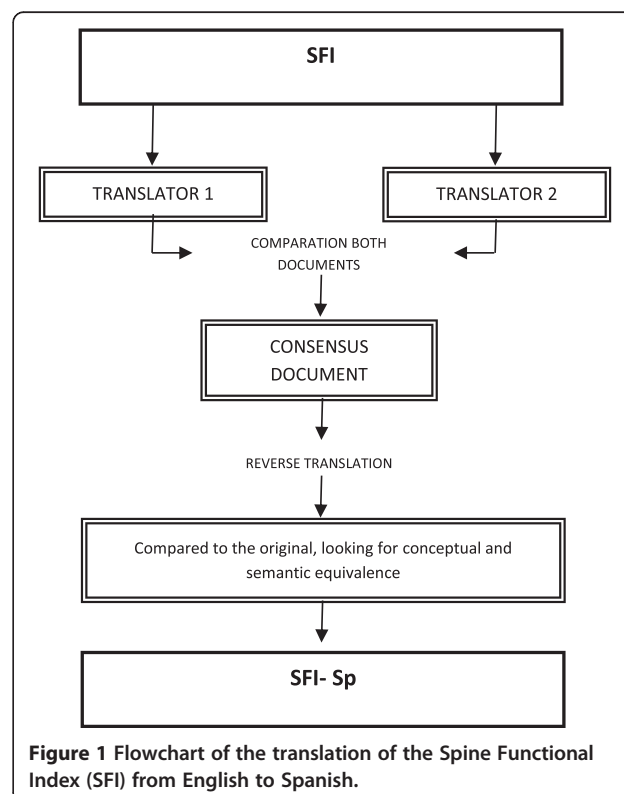 SFI
TRANSLATOR 1
TRANSLATOR 2
COMPARATION BOTH
DOCUMENTS
CONSENSUS
DOCUMENT
REVERSE TRANSLATION
Compared to the original, looking for conceptual and
semantic equivalence
SFI- Sp
Figure 1 Flowchart of the translation of the Spine Functional
Index (SFI) from English to Spanish.